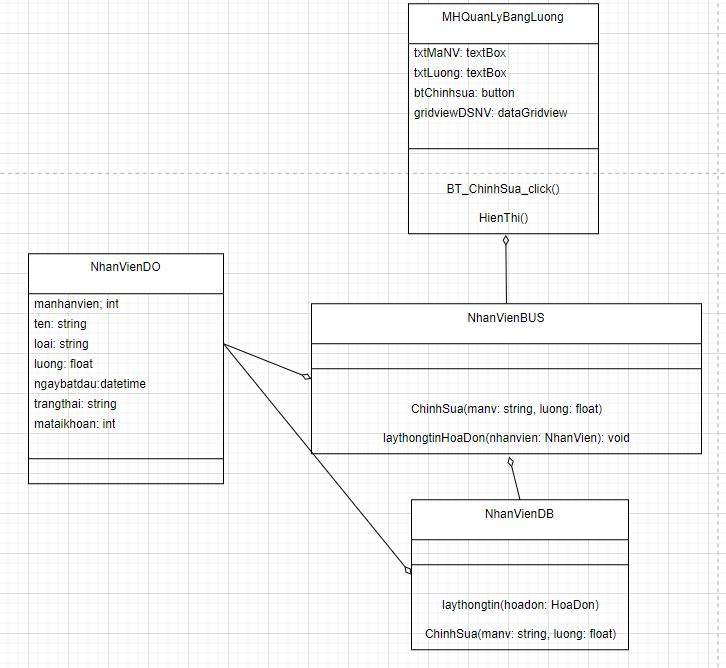 MHQuanLyBangLuong
txtMaNV: textBox
txtLuong: textBox
btChinhsua: button
gridviewDSNV: dataGridview
BT_ChinhSua_click()
HienThi()
NhanVienDO
manhanvien; int
ten: string
loai: string
luong: float
ngaybatdau:datetime
trangthai: string
mataikhoan: int
NhanVienBUS
ChinhSua(manv: string, luong: float)
laythongtinHoaDon(nhanvien: NhanVien): void
NhanVienDB
laythongtin(hoadon: HoaDon)
ChinhSua(manv: string, luong: float)